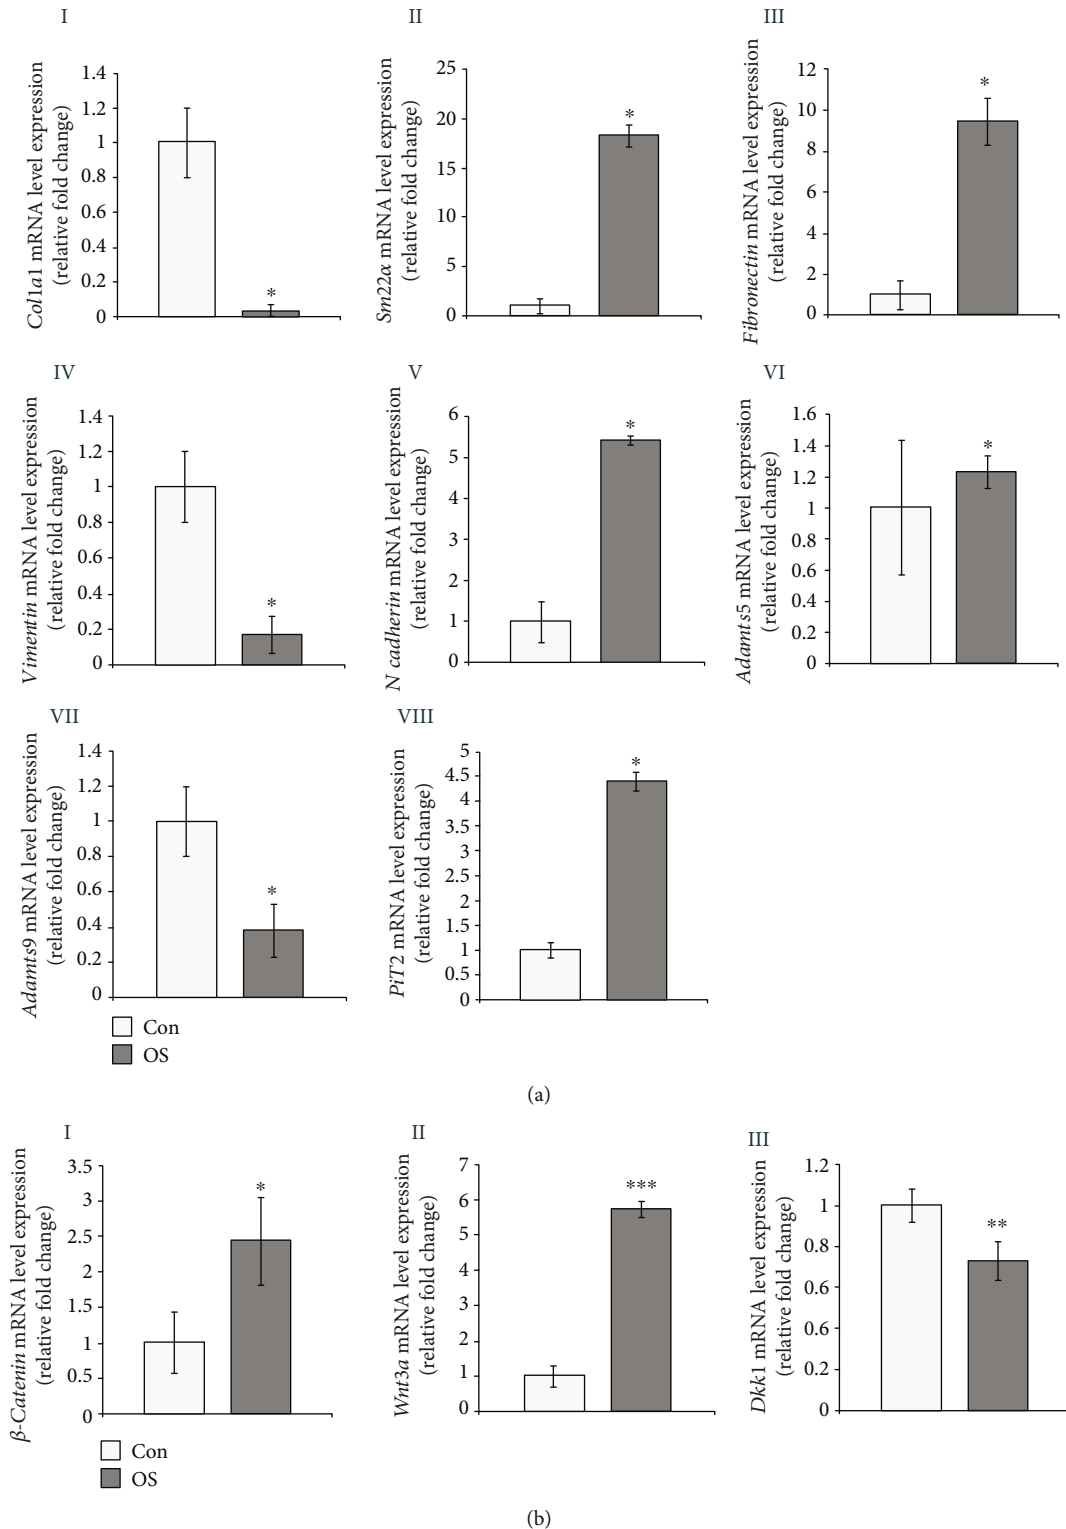 I
Col1a1 mRNA level expression
(relative fold change)
1.4
1.2
1
0.8
0.6
0.4
0.2
0
*
II
Sm22α mRNA level expression
(relative fold change)
25
20
15
10
5
0
*
III
Fibronectin mRNA level expression
(relative fold change)
12
10
8
6
4
2
0
*
IV
Vimentin mRNA level expression
(relative fold change)
1.4
1.2
1
0.8
0.6
0.4
0.2
0
*
V
N cadherin mRNA level expression
(relative fold change)
6
5
4
3
2
1
0
*
VI
Adamts5 mRNA level expression
(relative fold change)
1.6
1.4
1.2
1
0.8
0.6
0.4
0.2
0
*
VII
Adamts9 mRNA level expression
(relative fold change)
1.4
1.2
1
0.8
0.6
0.4
0.2
0
*
VIII
PiT2 mRNA level expression
(relative fold change)
5
4.5
4
3.5
3
2.5
2
1.5
1
0.5
0
*
Con
OS
(a)
I
β-Catenin mRNA level expression
(relative fold change)
3.5
3
2.5
2
1.5
1
0.5
0
*
II
Wnt3a mRNA level expression
(relative fold change)
7
6
5
4
3
2
1
0
***
III
Dkk1 mRNA level expression
(relative fold change)
1.2
1
0.8
0.6
0.6
0.2
0
**
Con
OS
(b)